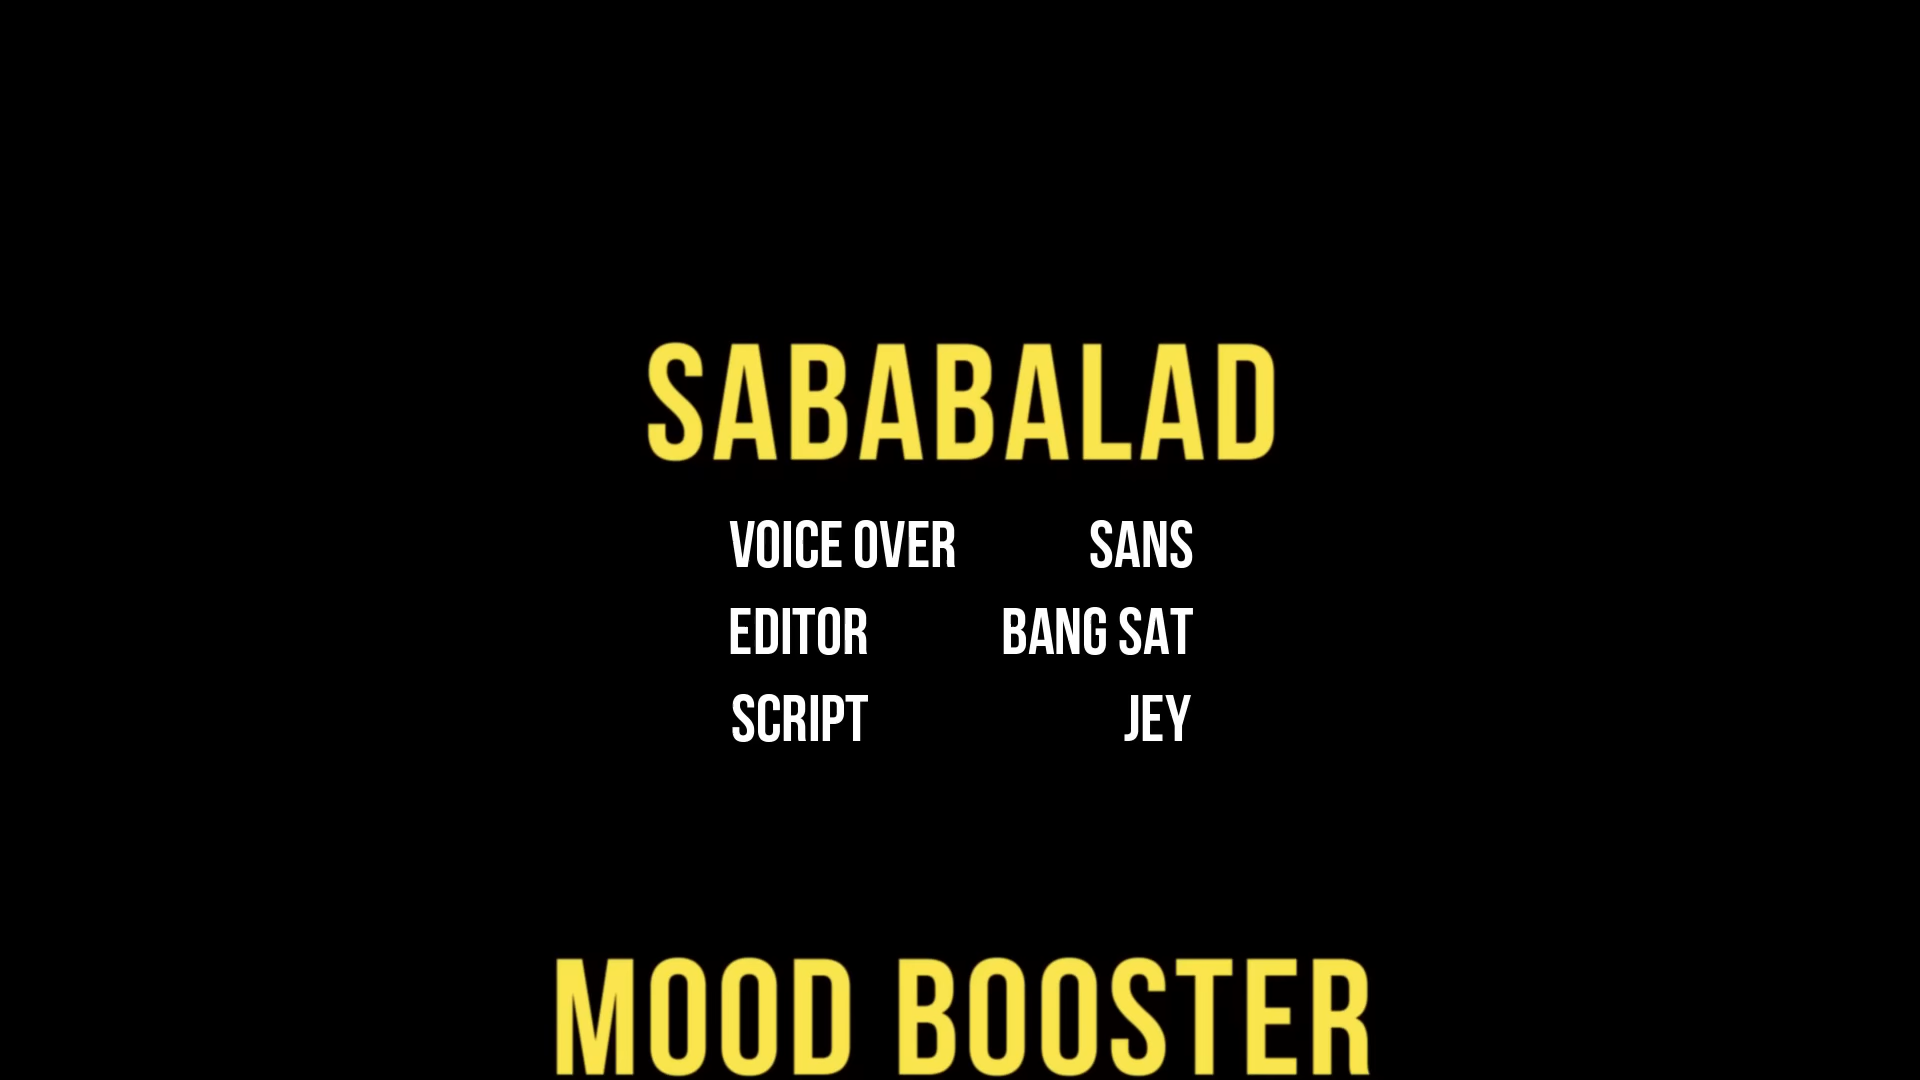 SABABALAD
VOICE OVER SANS
EDITOR BANG SAT
SCRIPT JEY
MOOD BOOSTER